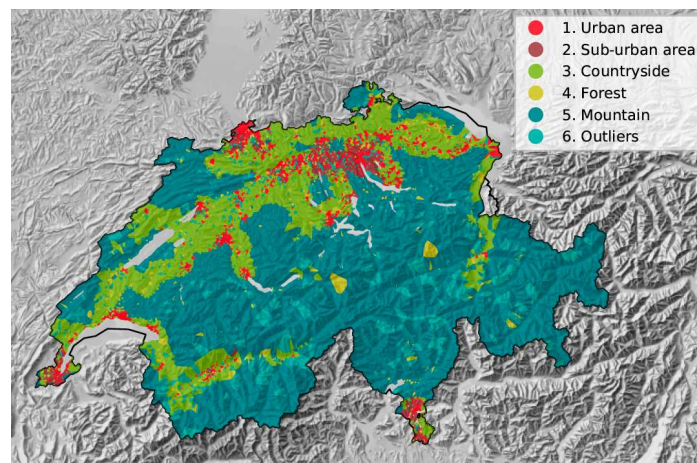 1. Urban area
2. Sub-urban area
3. Countryside
4. Forest
5. Mountain
6. Outliers